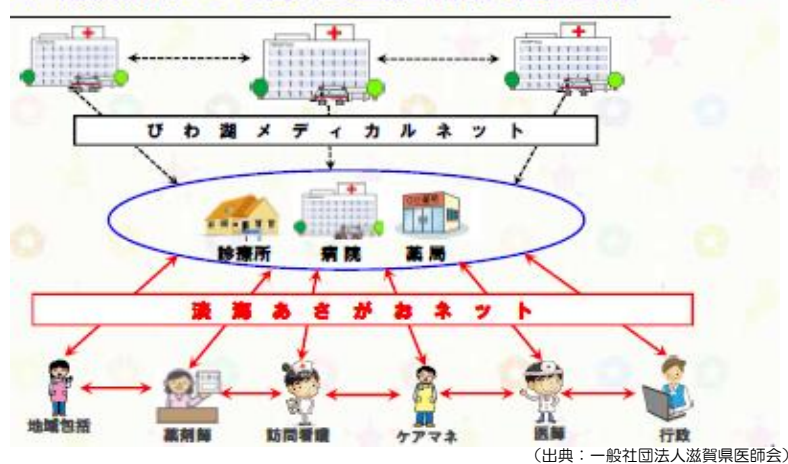 びわ湖メディカルネット
診療所 病院 薬局
淡海あさがおネット
地域包括 薬剤師 訪問看護 ケアマネ 医師 行政
(出典:一般社団法人滋賀県医師会)